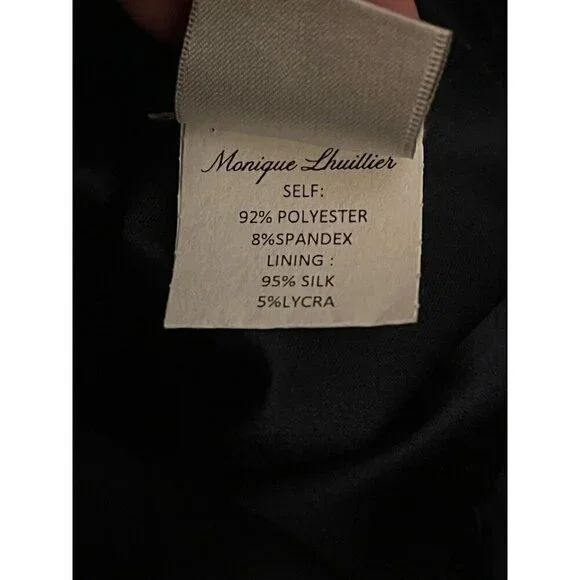 Monique Lhuillier
SELF:
92% POLYESTER
8%SPANDEX
LINING :
95% SILK
5%LYCRA